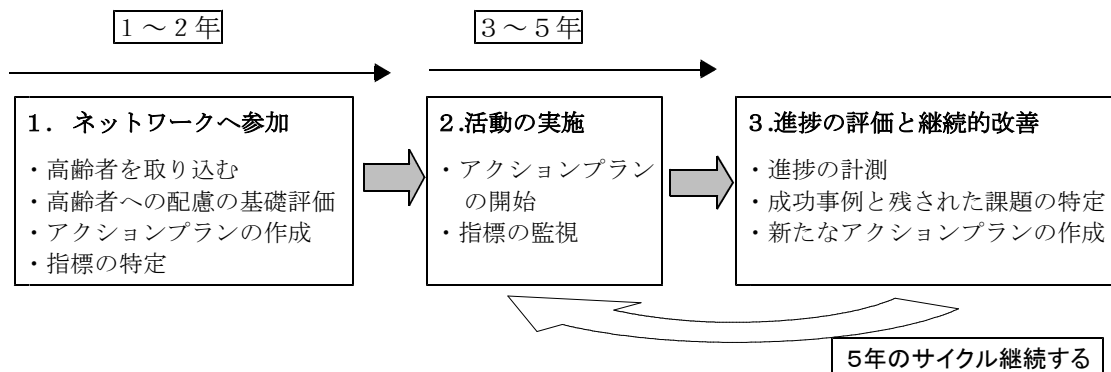 1～2年
3～5年
1．ネットワークへ参加
・高齢者を取り込む
・高齢者への配慮の基礎評価
・アクションプランの作成
・指標の特定
2.活動の実施
・アクションプラン
の開始
・指標の監視
3.進捗の評価と継続的改善
・進捗の計測
・成功事例と残された課題の特定
・新たなアクションプランの作成
5年のサイクル継続する